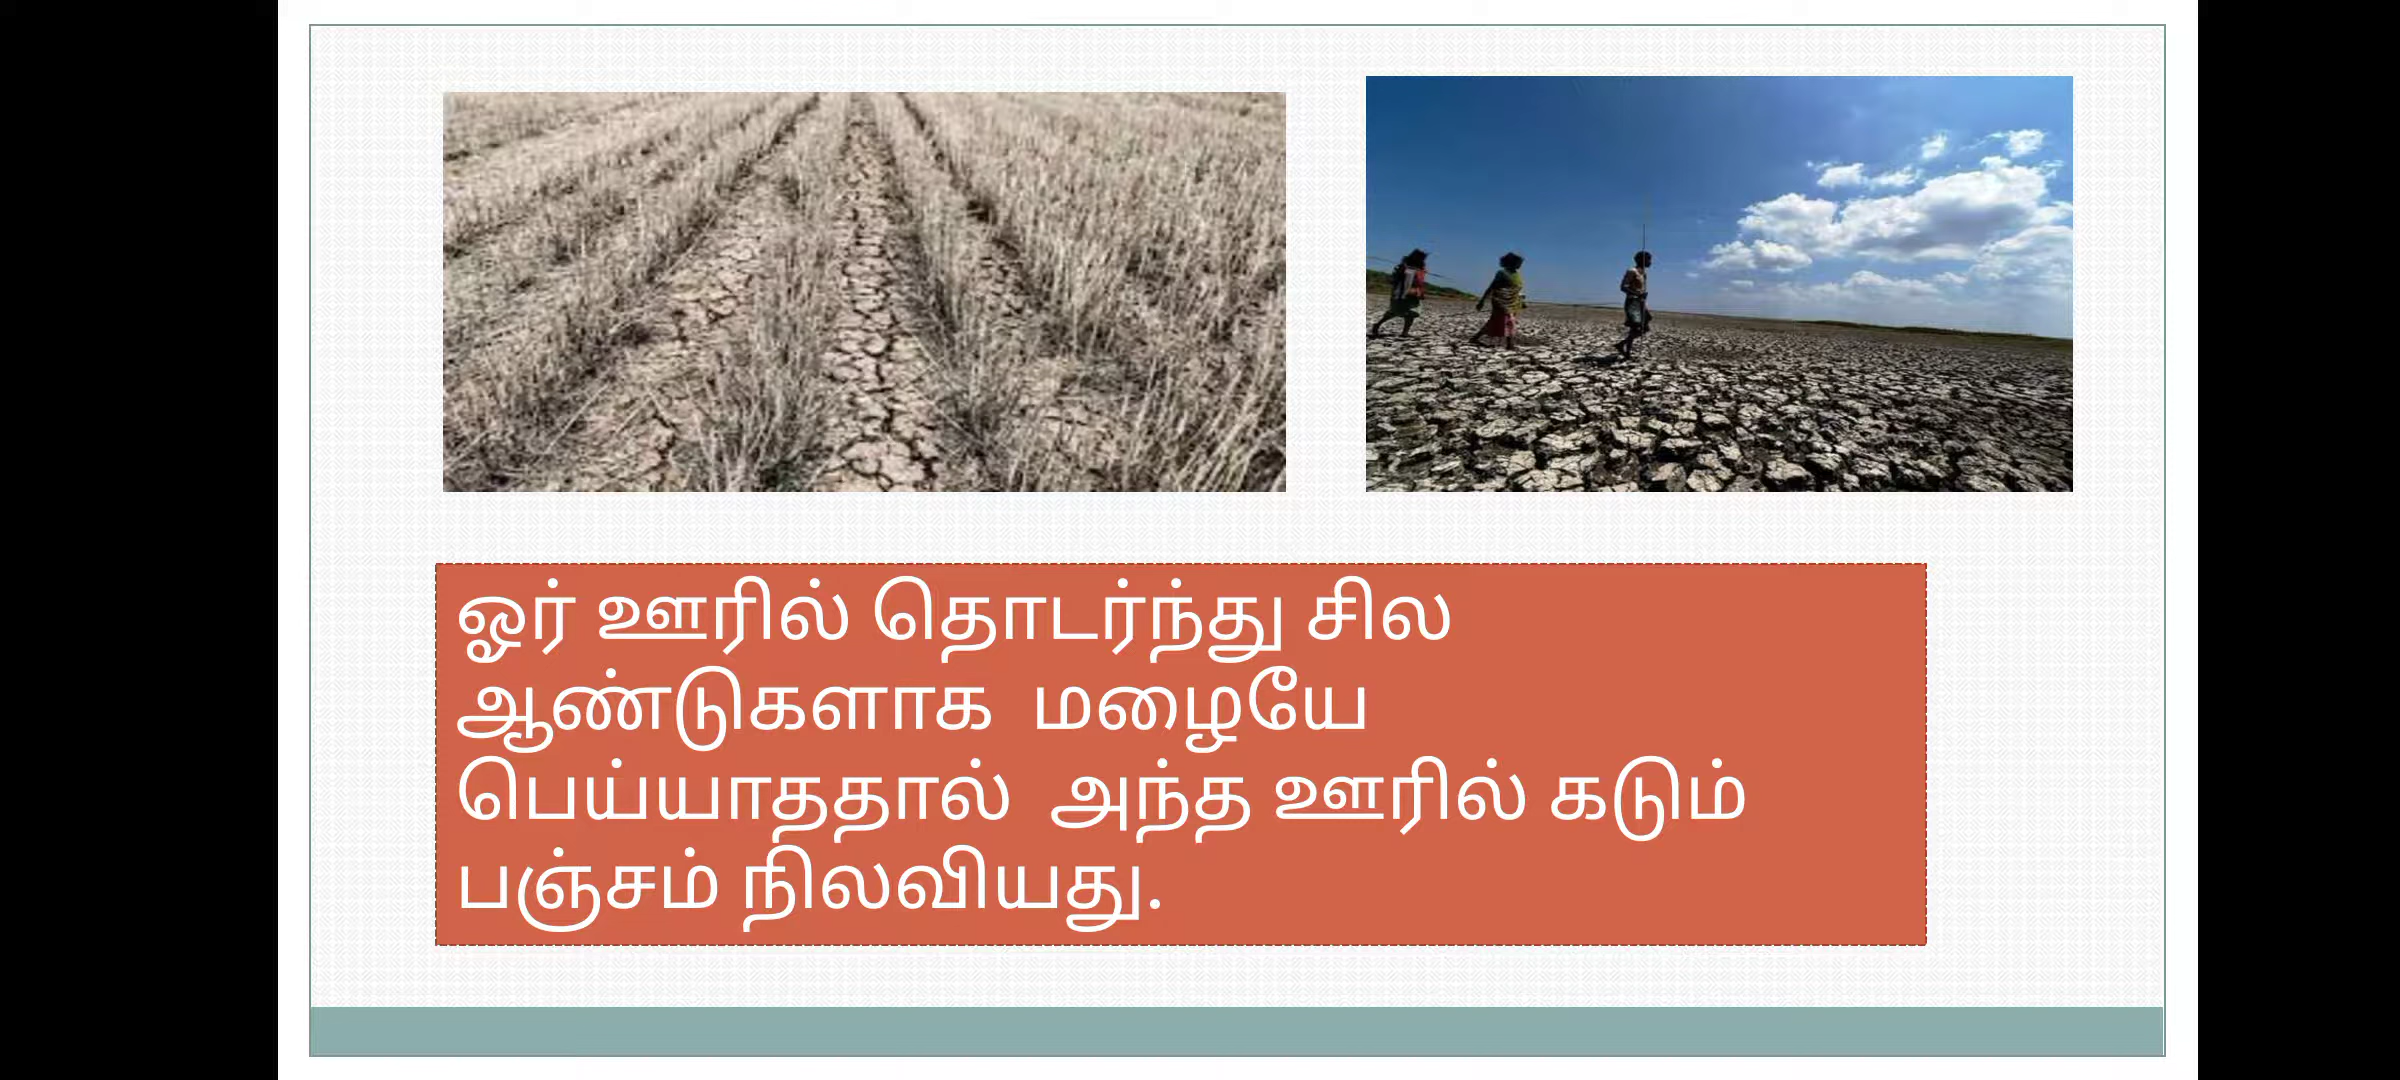 ஓர் ஊரில் தொடர்ந்து சில
ஆண்டுகளாக மழையே
பெய்யாததால் அந்த ஊரில் கடும்
பஞ்சம் நிலவியது.